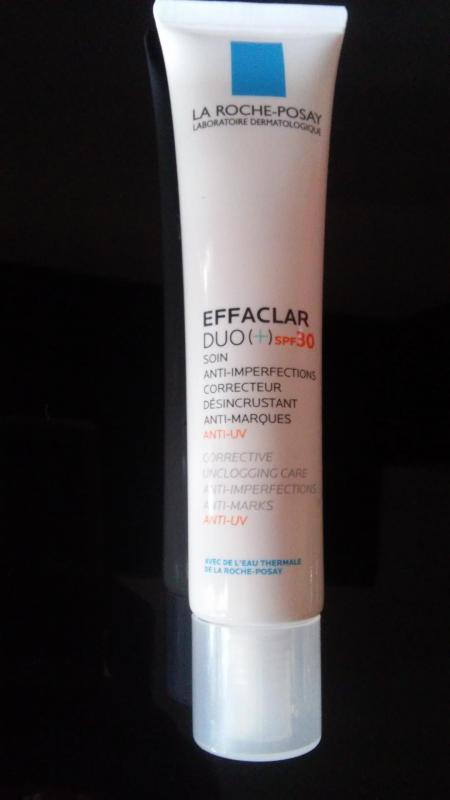 LA ROCHE-POSAY
LABORATOIRE DERMATOLOGIQUE
EFFACLAR
DUO(+) SPF30
SOIN
ANTI-IMPERFECTIONS
CORRECTEUR
DÉSINCRUSTANT
ANTI-MARQUES
ANTI-UV
CORRECTIVE
UNCLOGGING CARE
ANTI-IMPERFECTIONS
ANTI-MARKS
ANTI-UV
AVEC DE L'EAU THERMALE
DE LA ROCHE-POSAY